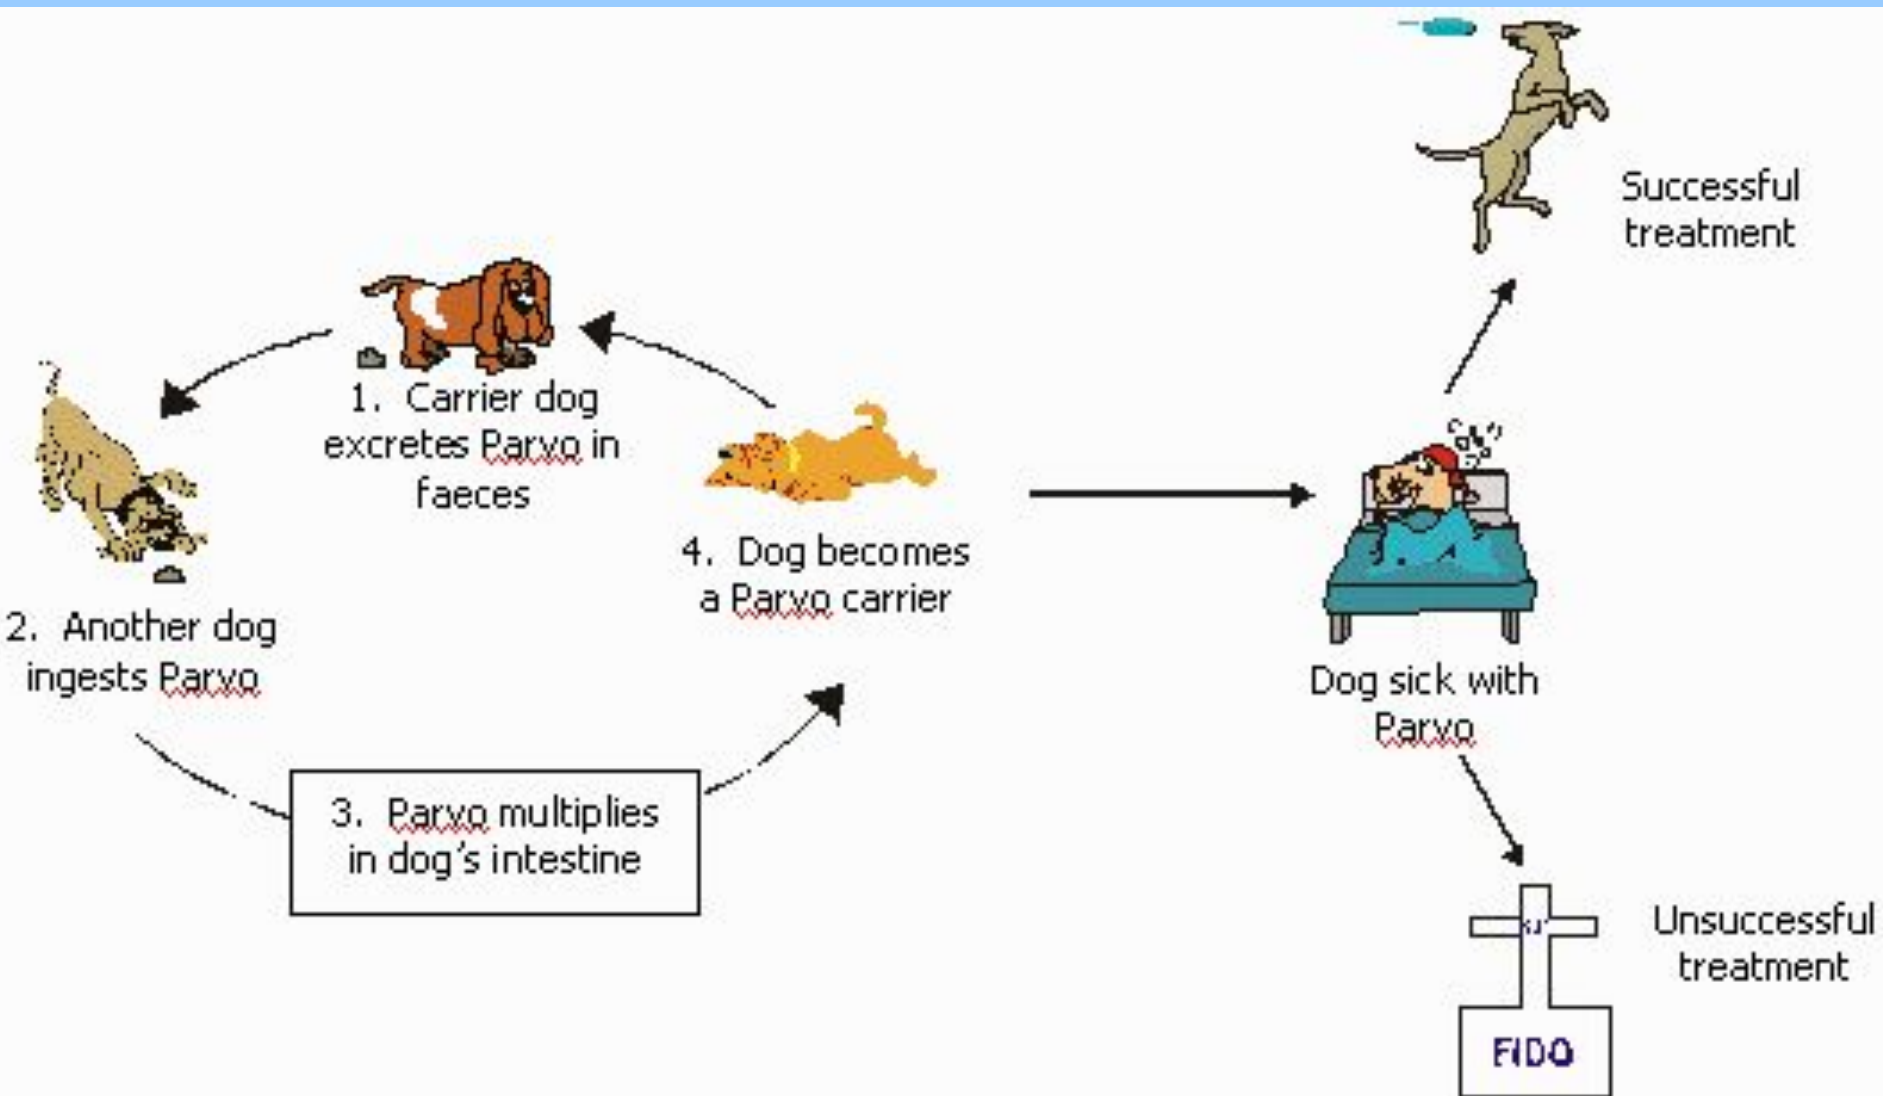 1. Carrier dog
excretes Parvo in
faeces
2. Another dog
ingests Parvo
3. Parvo multiplies
in dog's intestine
4. Dog becomes
a Parvo carrier
Dog sick with
Parvo
Successful
treatment
Unsuccessful
treatment
FIDO